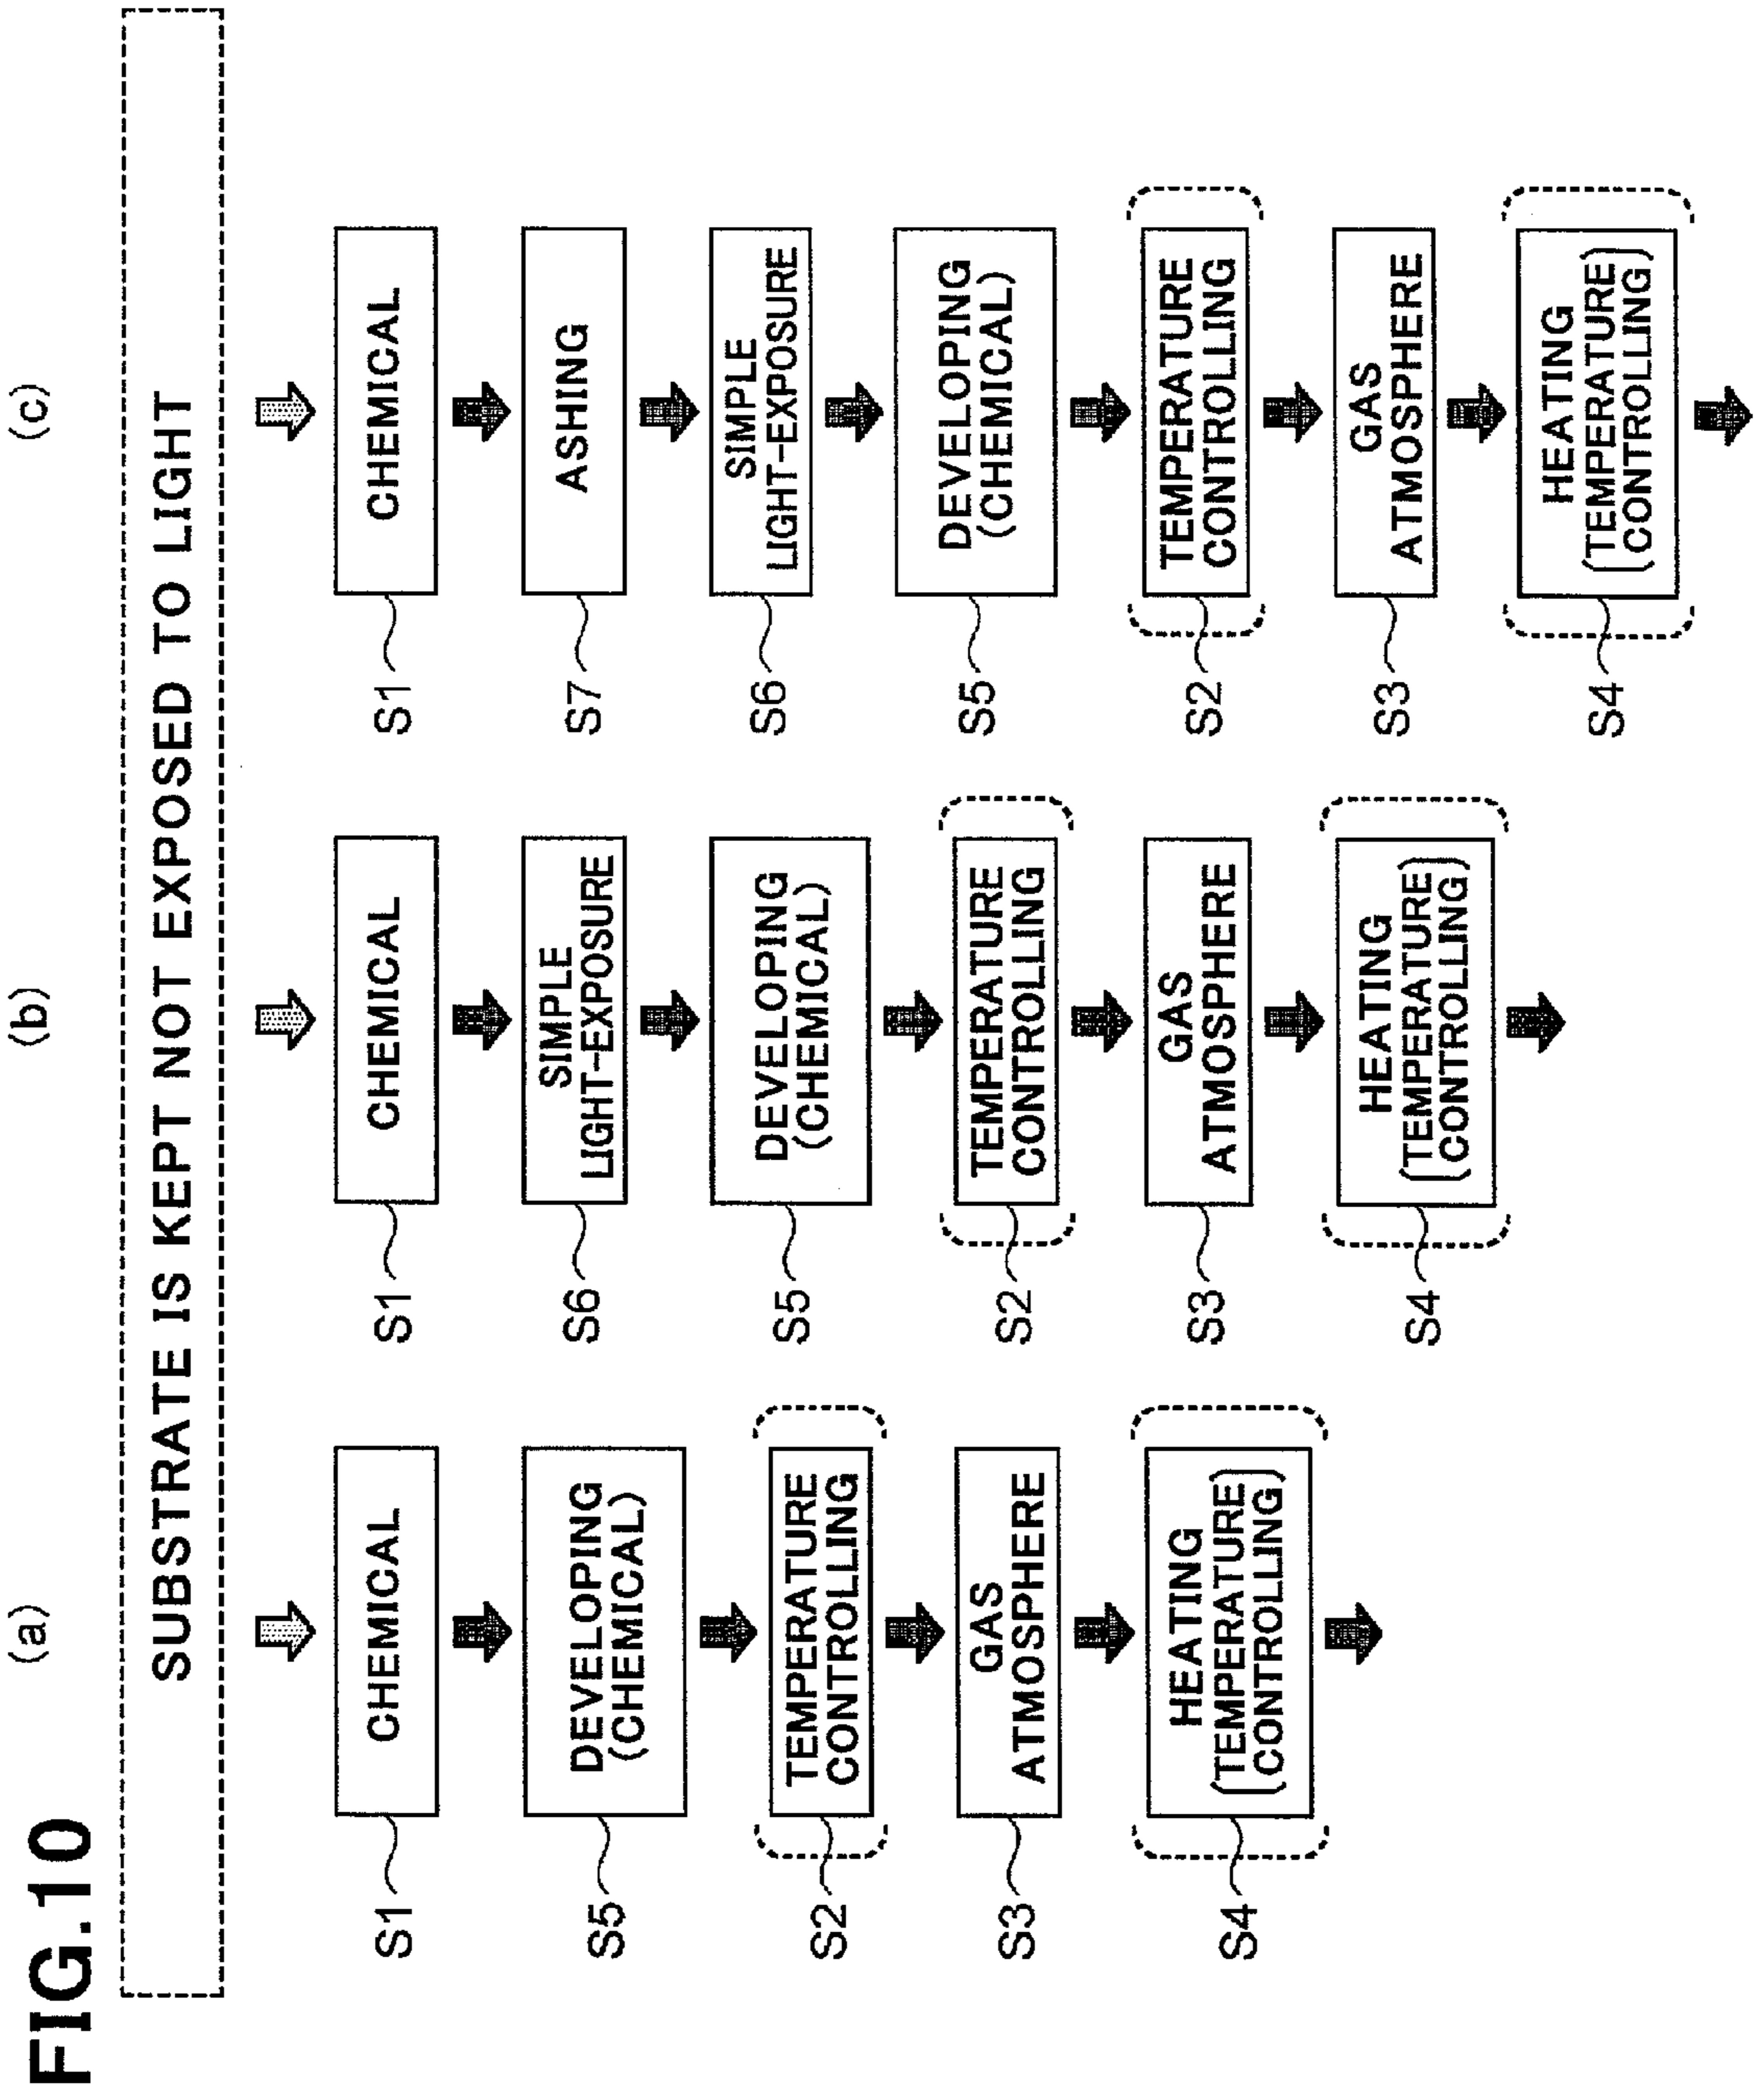 FIG.10
(a)
(b)
(c)
SUBSTRATE IS KEPT NOT EXPOSED TO LIGHT
S1
CHEMICAL
S5
DEVELOPING
(CHEMICAL)
S2
TEMPERATURE
CONTROLLING
S3
GAS
ATMOSPHERE
S4
HEATING
(TEMPERATURE
CONTROLLING)
S1
CHEMICAL
S6
SIMPLE
LIGHT-EXPOSURE
S5
DEVELOPING
(CHEMICAL)
S2
TEMPERATURE
CONTROLLING
S3
GAS
ATMOSPHERE
S4
HEATING
(TEMPERATURE
CONTROLLING)
S1
CHEMICAL
S7
ASHING
S6
SIMPLE
LIGHT-EXPOSURE
S5
DEVELOPING
(CHEMICAL)
S2
TEMPERATURE
CONTROLLING
S3
GAS
ATMOSPHERE
S4
HEATING
(TEMPERATURE
CONTROLLING)